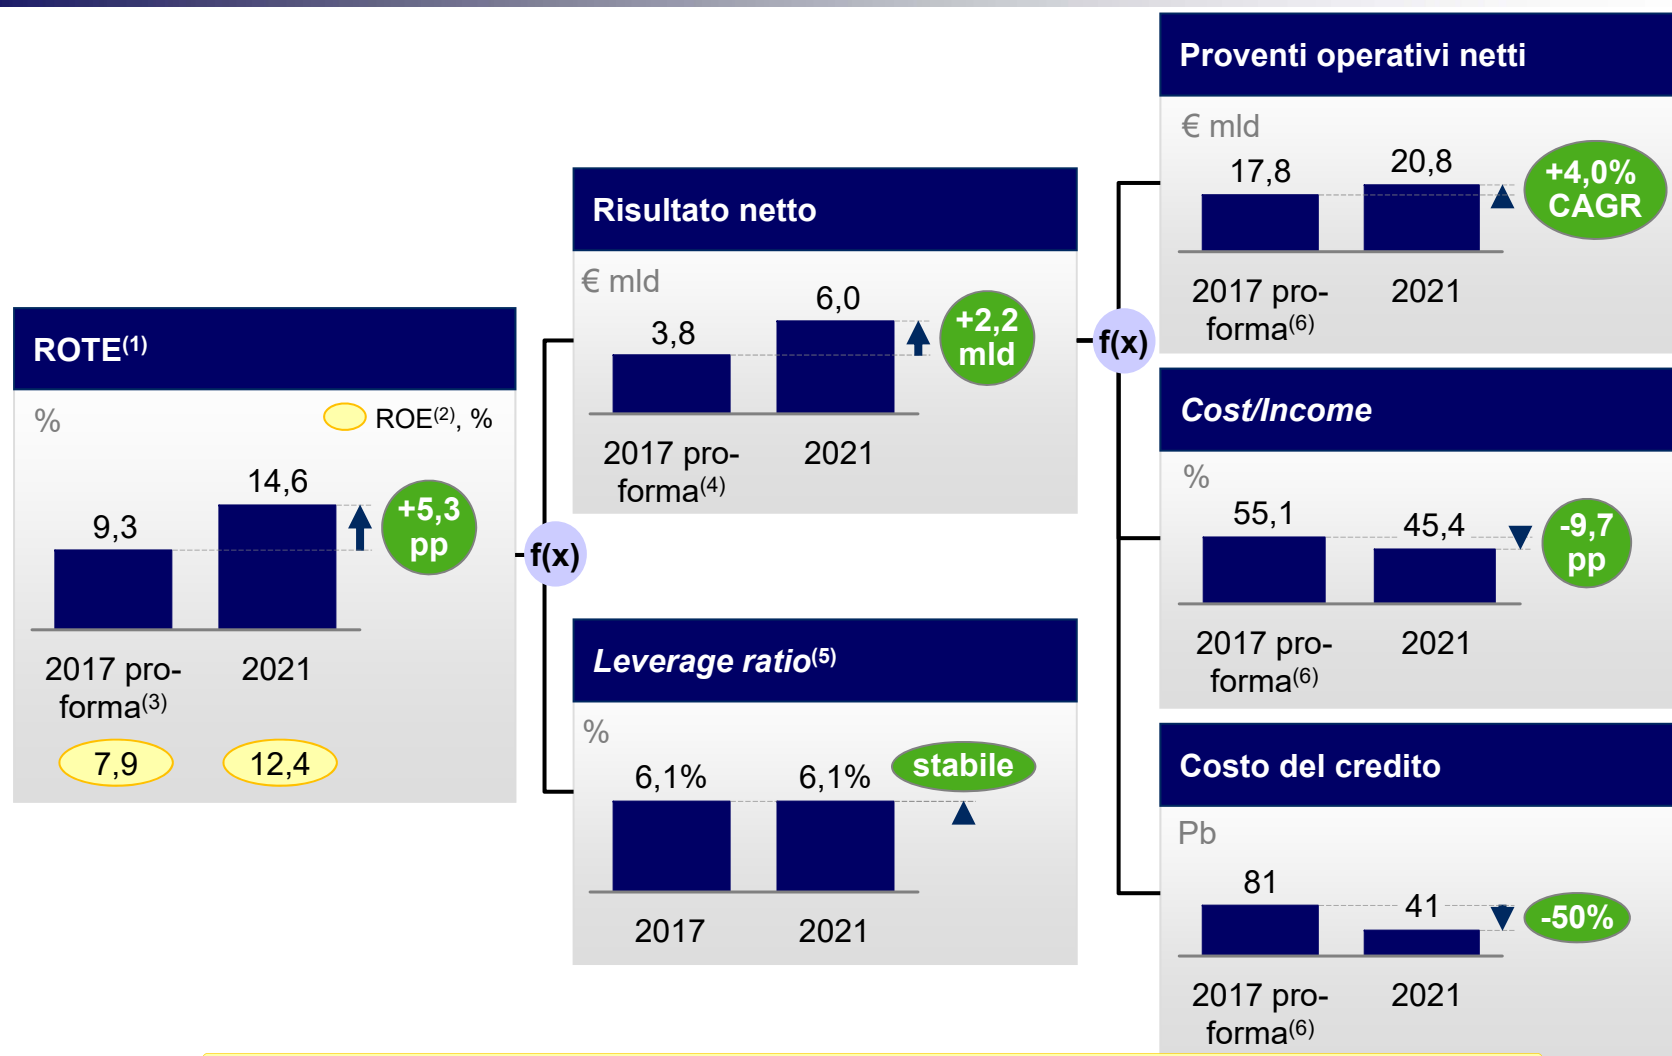 ROTE(1)
%
ROE(2), %
9,3
14,6
+5,3
pp
2017 pro-
forma(3)
2021
7,9
12,4
f(x)
Risultato netto
€ mld
3,8
6,0
+2,2
mld
2017 pro-
forma(4)
2021
Leverage ratio(5)
%
6,1%
6,1%
stabile
2017
2021
f(x)
Proventi operativi netti
€ mld
17,8
20,8
+4,0%
CAGR
2017 pro-
forma(6)
2021
Cost/Income
%
55,1
45,4
-9,7
pp
2017 pro-
forma(6)
2021
Costo del credito
Pb
81
41
-50%
2017 pro-
forma(6)
2021